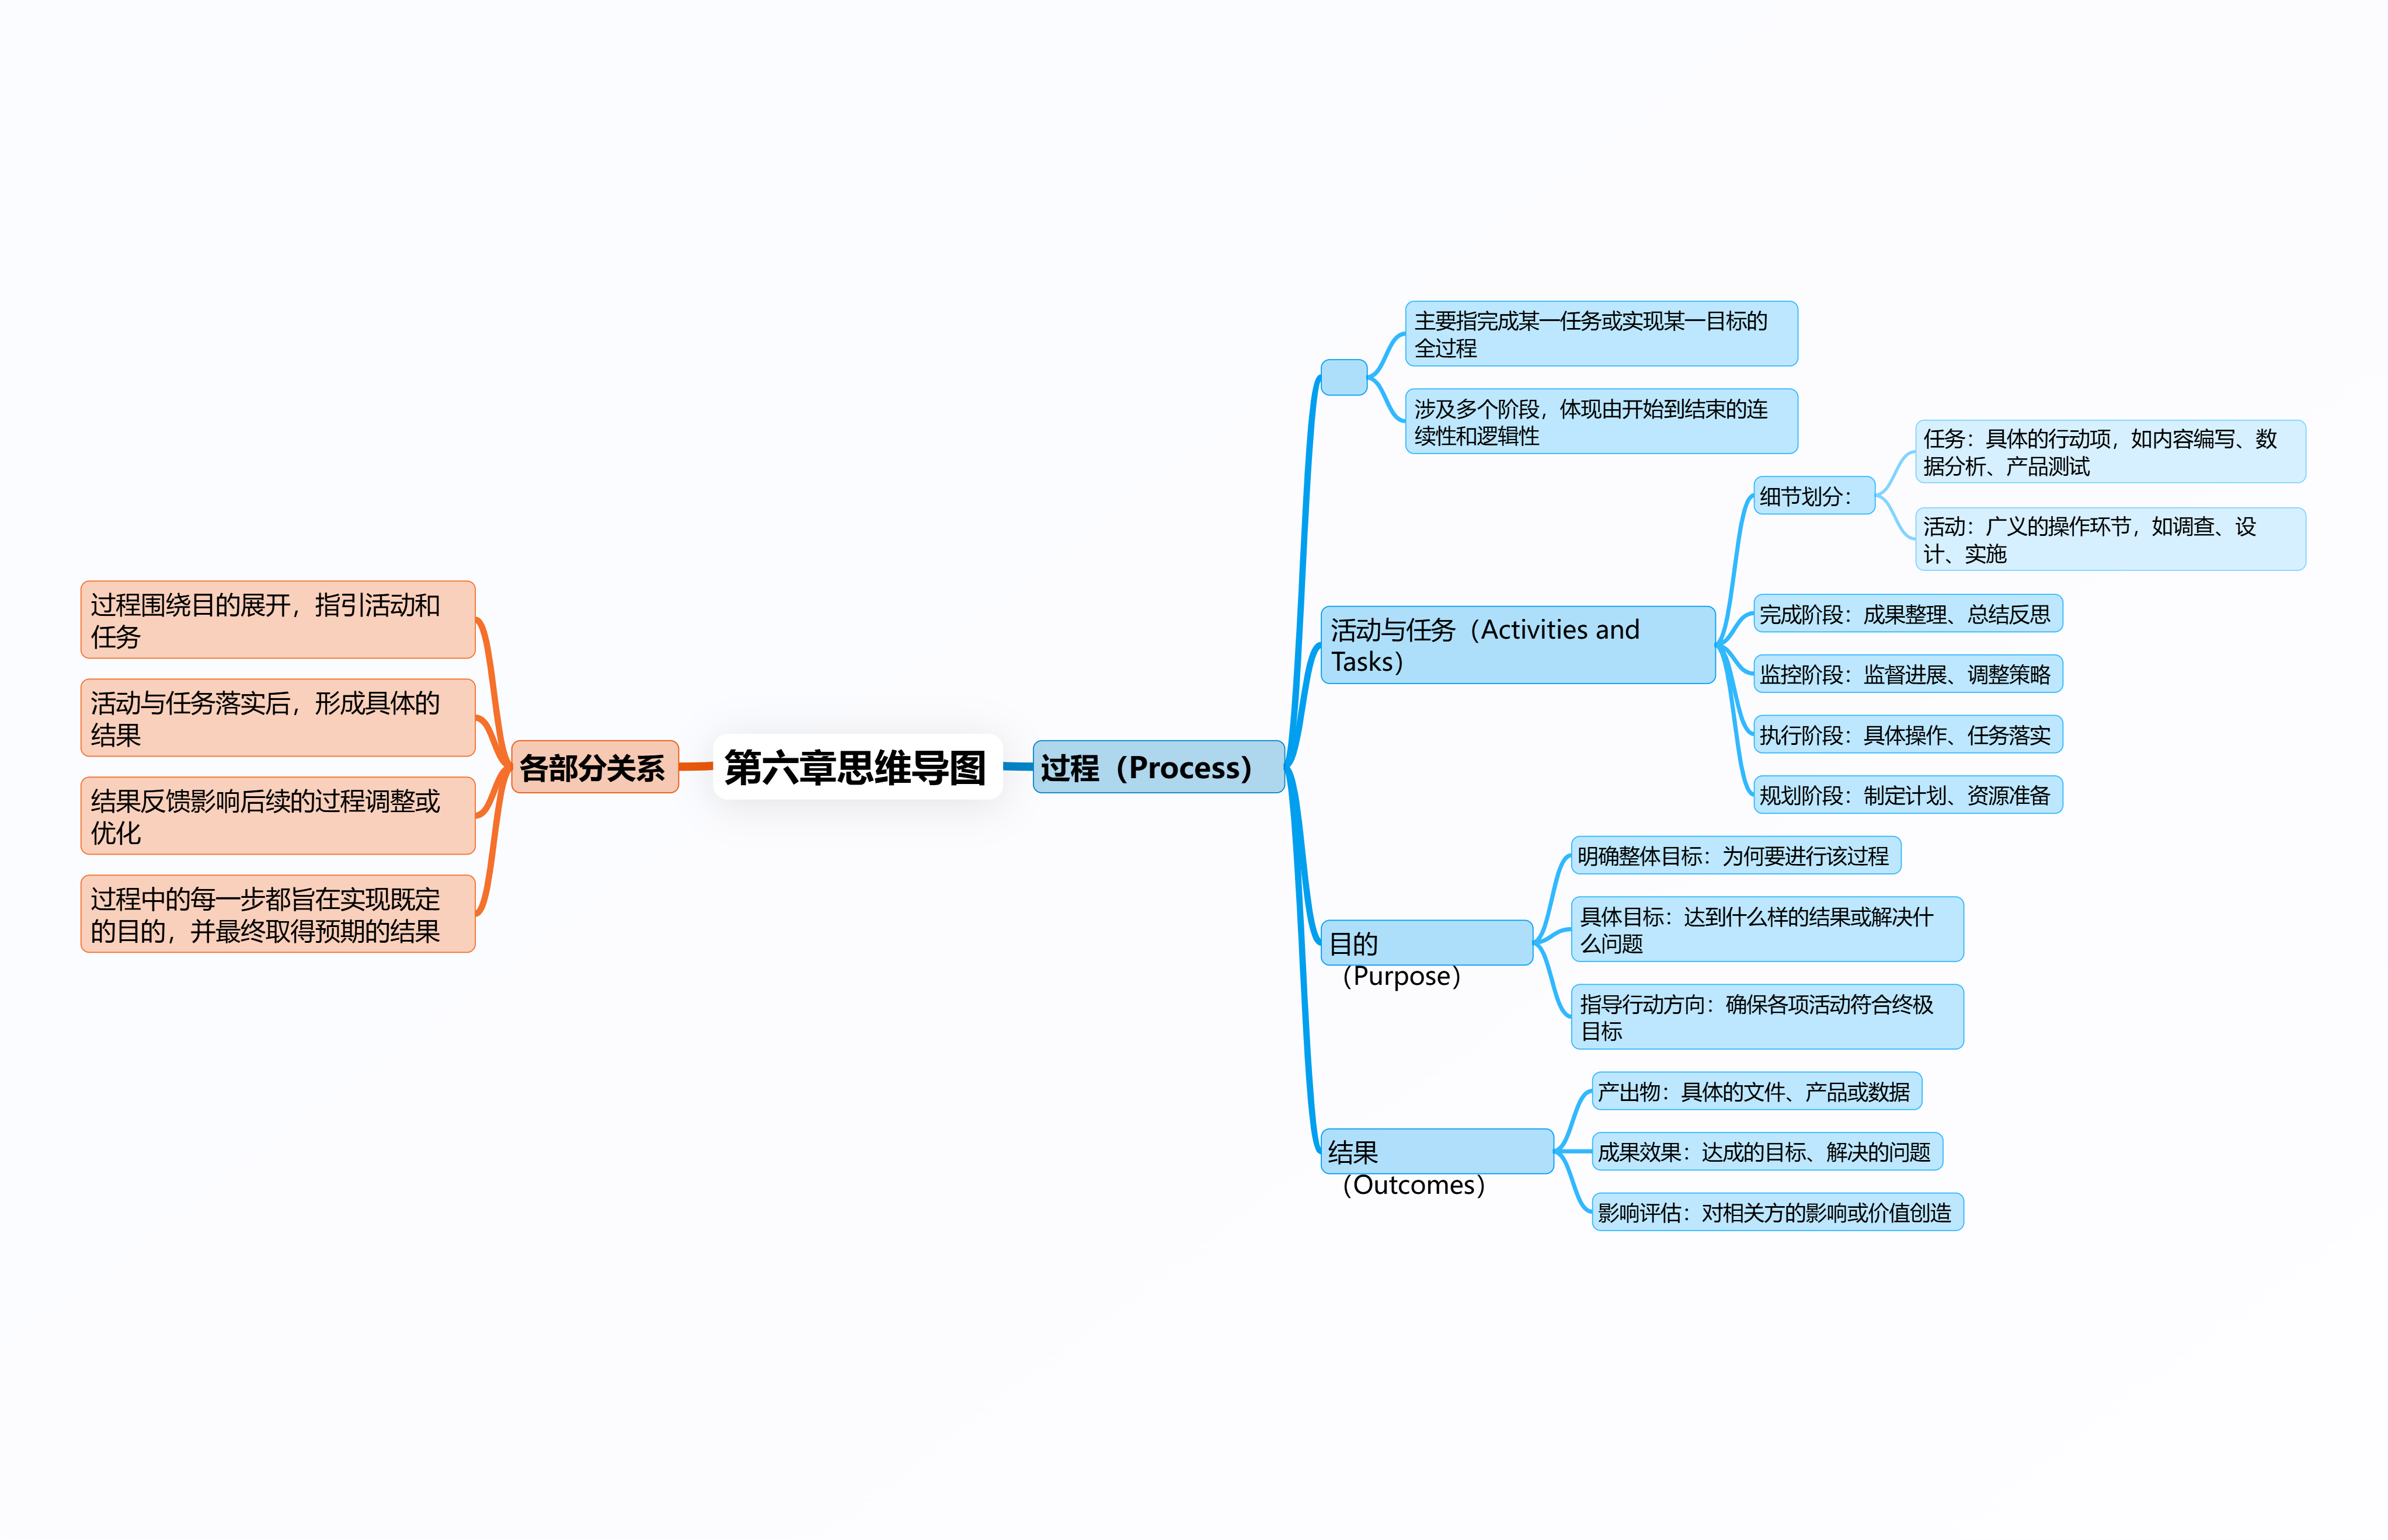 第六章思维导图
过程（Process）
主要指完成某一任务或实现某一目标的
全过程
涉及多个阶段，体现由开始到结束的连
续性和逻辑性
活动与任务（Activities and
Tasks）
细节划分：
任务：具体的行动项，如内容编写、数
据分析、产品测试
活动：广义的操作环节，如调查、设
计、实施
完成阶段：成果整理、总结反思
监控阶段：监督进展、调整策略
执行阶段：具体操作、任务落实
规划阶段：制定计划、资源准备
目的
（Purpose）
明确整体目标：为何要进行该过程
具体目标：达到什么样的结果或解决什
么问题
指导行动方向：确保各项活动符合终极
目标
结果
（Outcomes）
产出物：具体的文件、产品或数据
成果效果：达成的目标、解决的问题
影响评估：对相关方的影响或价值创造
各部分关系
过程围绕目的展开，指引活动和
任务
活动与任务落实后，形成具体的
结果
结果反馈影响后续的过程调整或
优化
过程中的每一步都旨在实现既定
的目的，并最终取得预期的结果